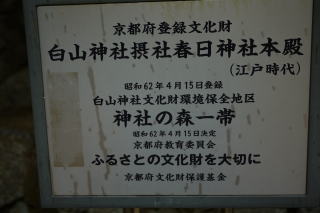 京都府登録文化財
白山神社摂社春日神社本殿
(江戸時代)
昭和62年4月15日登録
白山神社文化財環境保全地区
神社の森一帯
昭和62年4月15日決定
京都府教育委員会
ふるさとの文化財を大切に
京都府文化財保護基金